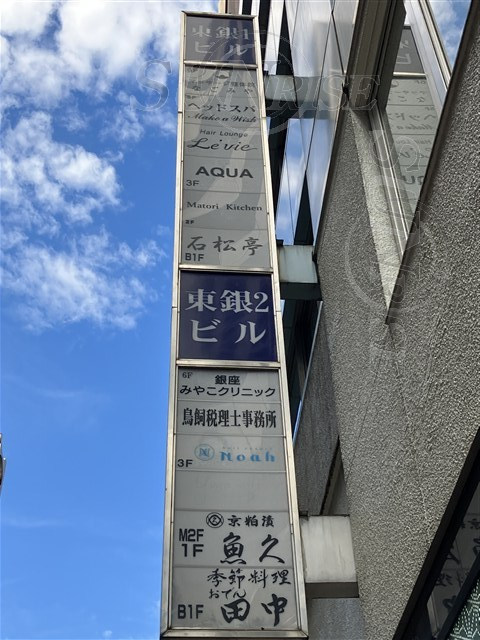 東銀1
ビル
ヘッドスパ
Make a Wish
Hair Lounge
Le'vie
AQUA
3F
Matori Kitchen
石松亭
B1F
東銀2
ビル
6F 銀座
みやこクリニック
鳥飼税理士事務所
Noah
3F
京粕漬
M2F
1F 魚久
季節料理
おでん
B1F 田中